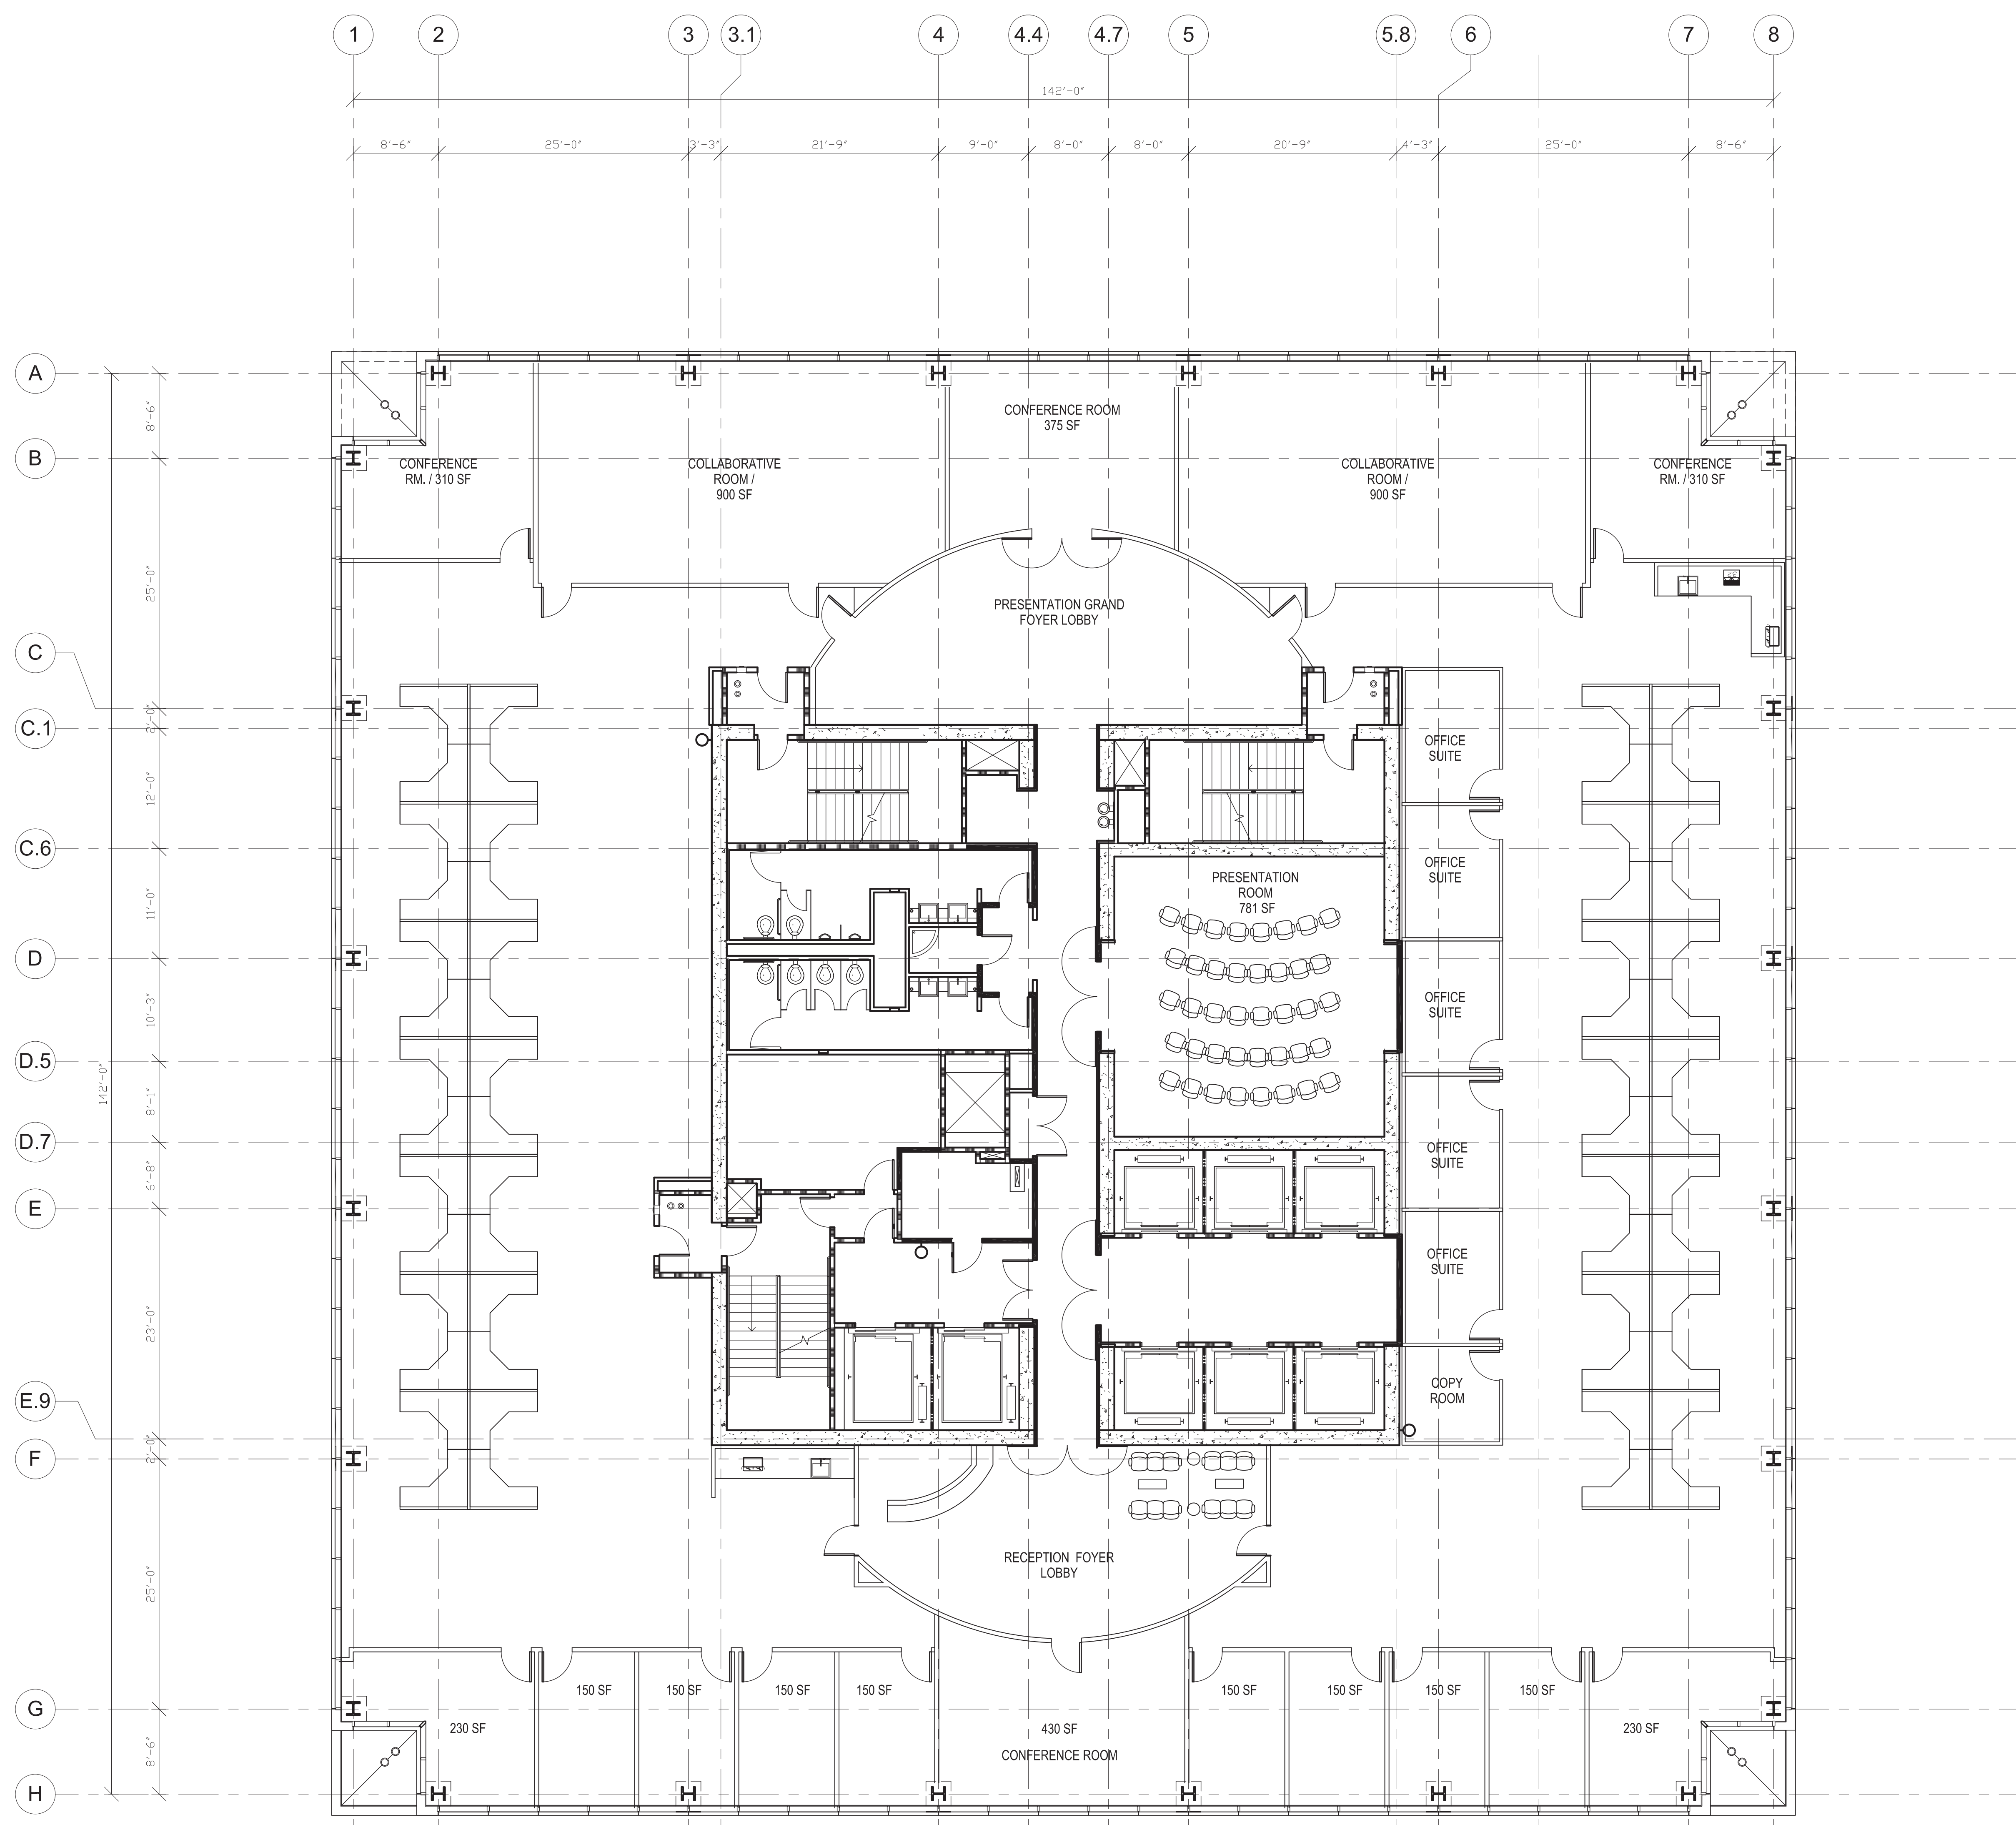 1 2 3 3.1 4 4.4 4.7 5 5.8 6 7 8
142'-0"
8'-6" 25'-0" 3'-3" 21'-9" 9'-0" 8'-0" 8'-0" 20'-9" 4'-3" 25'-0" 8'-6"
A
B
C
C.1
C.6
D
D.5
D.7
E
E.9
F
G
H
142'-0"
8'-6"
25'-0"
2'-0"
12'-0"
11'-0"
10'-3"
8'-1"
6'-8"
23'-0"
2'-0"
25'-0"
8'-6"
CONFERENCE ROOM
375 SF
CONFERENCE
RM. / 310 SF
COLLABORATIVE
ROOM /
900 SF
COLLABORATIVE
ROOM /
900 SF
CONFERENCE
RM. / 310 SF
PRESENTATION GRAND
FOYER LOBBY
OFFICE
SUITE
OFFICE
SUITE
PRESENTATION
ROOM
781 SF
OFFICE
SUITE
OFFICE
SUITE
OFFICE
SUITE
COPY
ROOM
RECEPTION FOYER
LOBBY
150 SF 150 SF 150 SF 150 SF 150 SF 150 SF 150 SF 150 SF
230 SF 430 SF 230 SF
CONFERENCE ROOM